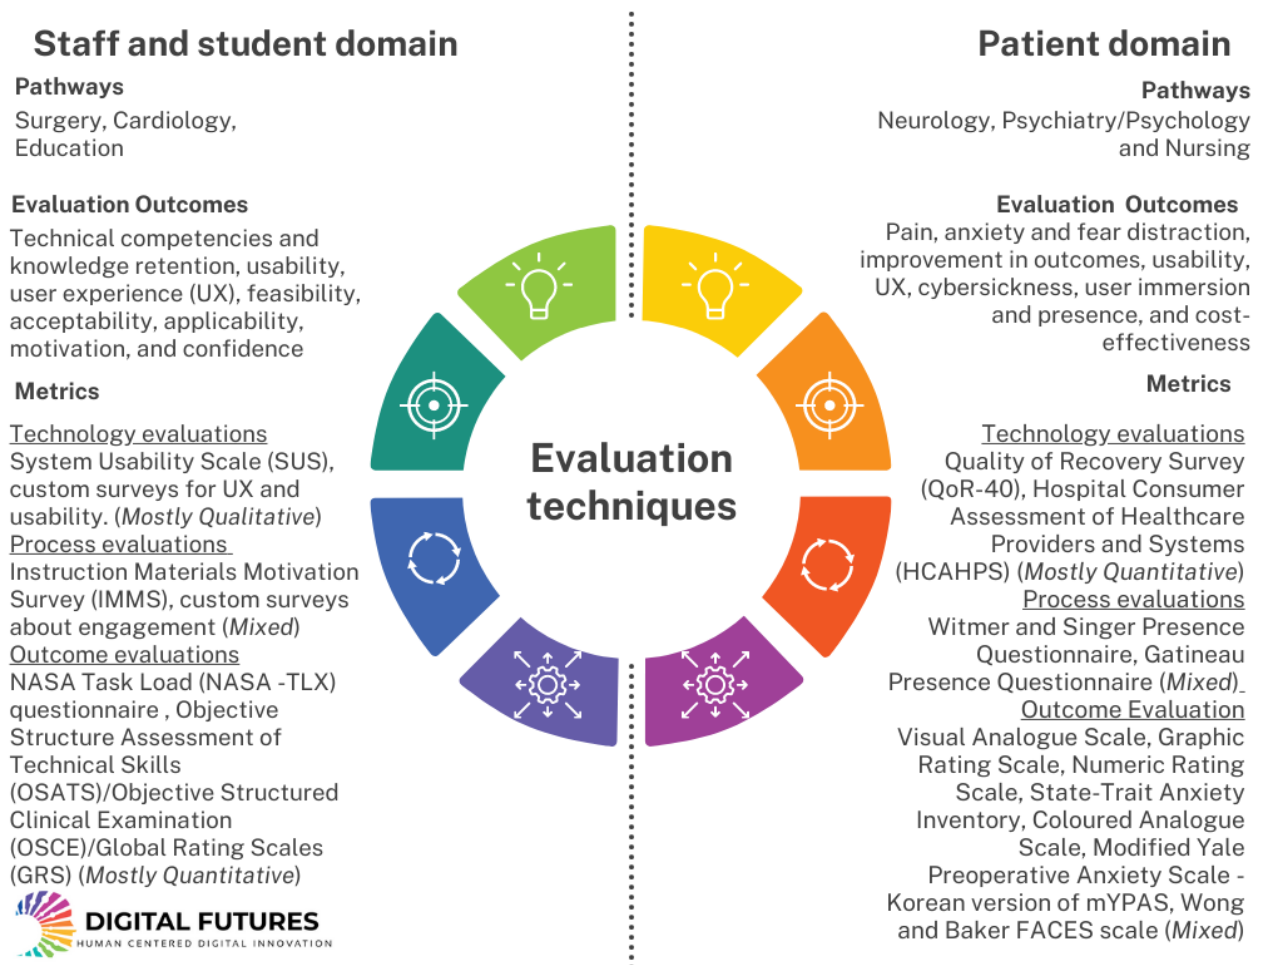 Staff and student domain
Pathways
Surgery, Cardiology,
Education
Evaluation Outcomes
Technical competencies and
knowledge retention, usability,
user experience (UX), feasibility,
acceptability, applicability,
motivation, and confidence
Metrics
Technology evaluations
System Usability Scale (SUS),
custom surveys for UX and
usability. (Mostly Qualitative)
Process evaluations
Instruction Materials Motivation
Survey (IMMS), custom surveys
about engagement (Mixed)
Outcome evaluations
NASA Task Load (NASA -TLX)
questionnaire , Objective
Structure Assessment of
Technical Skills
(OSATS)/Objective Structured
Clinical Examination
(OSCE)/Global Rating Scales
(GRS) (Mostly Quantitative)
DIGITAL FUTURES
HUMAN CENTERED DIGITAL INNOVATION
Evaluation
techniques
Patient domain
Pathways
Neurology, Psychiatry/Psychology
and Nursing
Evaluation Outcomes
Pain, anxiety and fear distraction,
improvement in outcomes, usability,
UX, cybersickness, user immersion
and presence, and cost-
effectiveness
Metrics
Technology evaluations
Quality of Recovery Survey
(QoR-40), Hospital Consumer
Assessment of Healthcare
Providers and Systems
(HCAHPS) (Mostly Quantitative)
Process evaluations
Witmer and Singer Presence
Questionnaire, Gatineau
Presence Questionnaire (Mixed)
Outcome Evaluation
Visual Analogue Scale, Graphic
Rating Scale, Numeric Rating
Scale, State-Trait Anxiety
Inventory, Coloured Analogue
Scale, Modified Yale
Preoperative Anxiety Scale -
Korean version of mYPAS, Wong
and Baker FACES scale (Mixed)